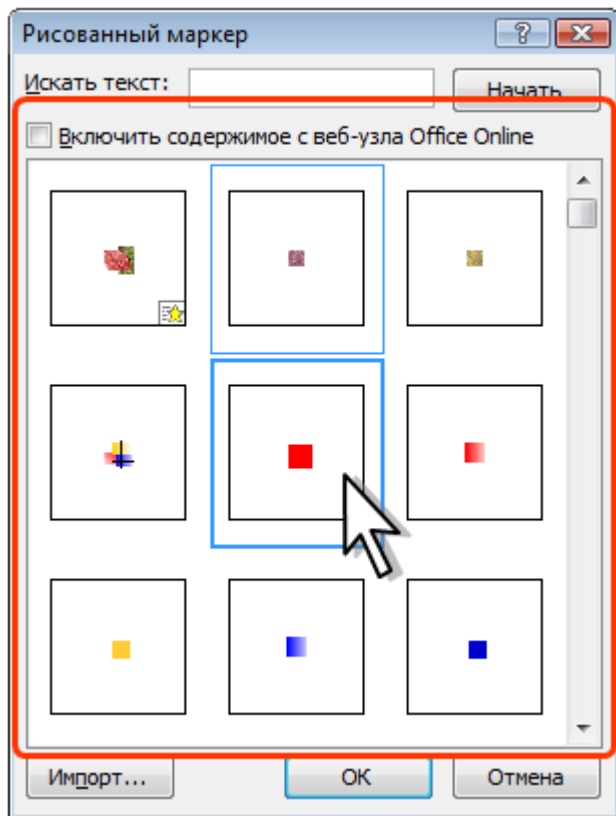 Рисованный маркер
Искать текст:
Начать
Включить содержимое с веб-узла Office Online
Импорт...
ОК
Отмена